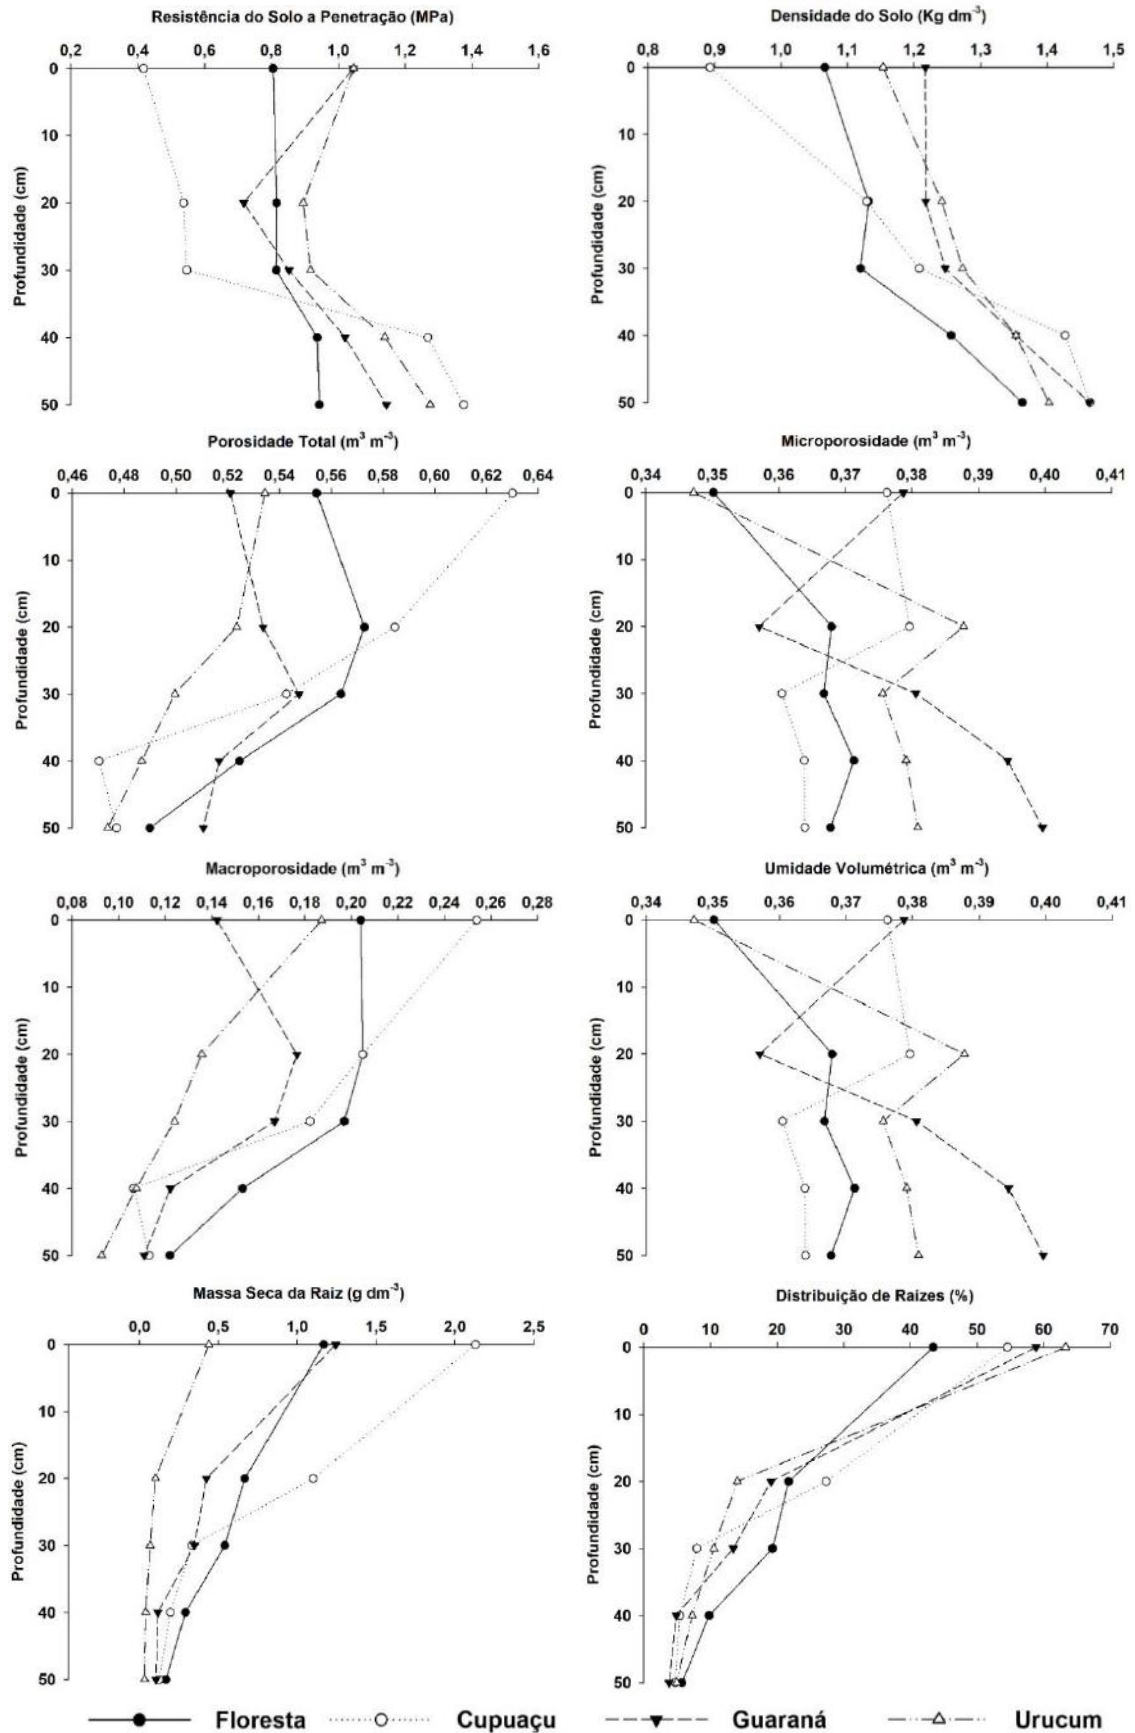 Resistência do Solo a Penetração (MPa)
0,2 0,4 0,6 0,8 1,0 1,2 1,4 1,6
0
10
20
30
40
50
Profundidade (cm)
Densidade do Solo (Kg dm⁻³)
0,8 0,9 1,0 1,1 1,2 1,3 1,4 1,5
0
10
20
30
40
50
Profundidade (cm)
Porosidade Total (m³ m⁻³)
0,46 0,48 0,50 0,52 0,54 0,56 0,58 0,60 0,62 0,64
0
10
20
30
40
50
Profundidade (cm)
Microporosidade (m³ m⁻³)
0,34 0,35 0,36 0,37 0,38 0,39 0,40 0,41
0
10
20
30
40
50
Profundidade (cm)
Macroporosidade (m³ m⁻³)
0,08 0,10 0,12 0,14 0,16 0,18 0,20 0,22 0,24 0,26 0,28
0
10
20
30
40
50
Profundidade (cm)
Umidade Volumétrica (m³ m⁻³)
0,34 0,35 0,36 0,37 0,38 0,39 0,40 0,41
0
10
20
30
40
50
Profundidade (cm)
Massa Seca da Raiz (g dm⁻³)
0,0 0,5 1,0 1,5 2,0 2,5
0
10
20
30
40
50
Profundidade (cm)
Distribuição de Raizes (%)
0 10 20 30 40 50 60 70
0
10
20
30
40
50
Profundidade (cm)
Floresta Cupuaçu Guaraná Urucum